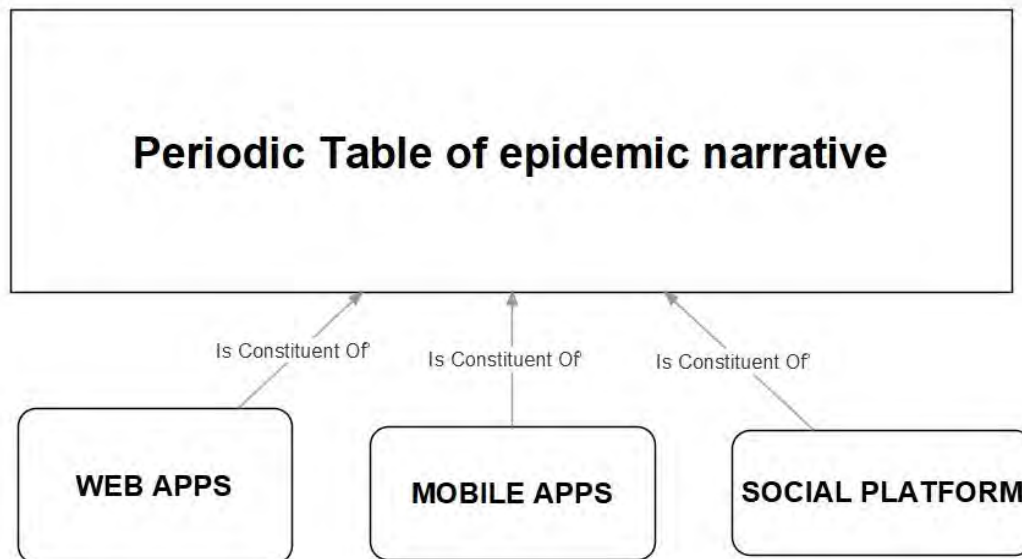 Periodic Table of epidemic narrative
Is Constituent Of'
Is Constituent Of'
Is Constituent Of'
WEB APPS
MOBILE APPS
SOCIAL PLATFORM